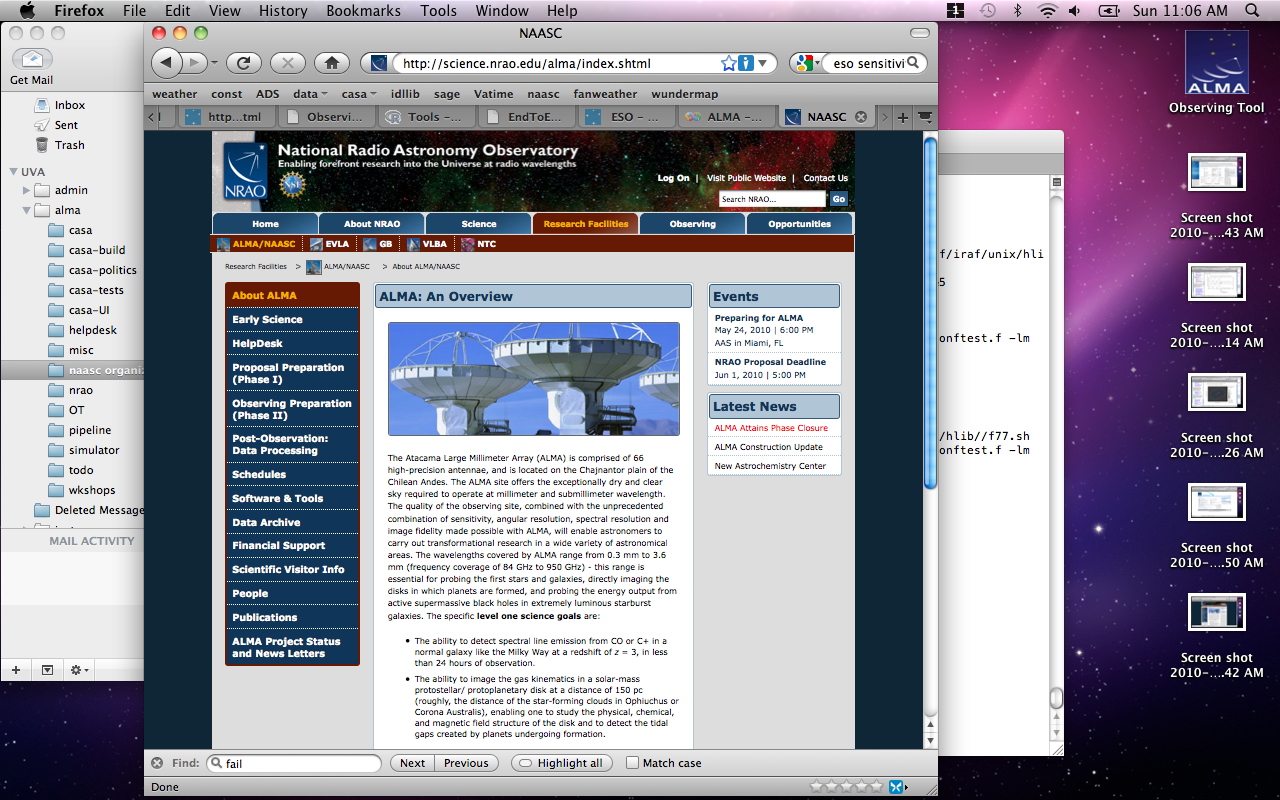 Firefox File Edit View History Bookmarks Tools Window Help
1 Sun 11:06 AM
Get Mail
Inbox
Sent
Trash
UVA
admin
alma
casa
casa-build
casa-politics
casa-tests
casa-UI
helpdesk
misc
naasc organi
nrao
OT
pipeline
simulator
todo
wkshops
Deleted Message
MAIL ACTIVITY
NAASC
http://science.nrao.edu/alma/index.shtml
eso sensitivi
weather const ADS data casa idllib sage Vatime naasc fanweather wundermap
http...tml Observi... Tools -... EndToE... ESO - ... ALMA -... NAASC
NRAO
NSF
National Radio Astronomy Observatory
Enabling forefront research into the Universe at radio wavelengths
Log On | Visit Public Website | Contact Us
Search NRAO... Go
Home About NRAO Science Research Facilities Observing Opportunities
ALMA/NAASC EVLA GB VLBA NTC
Research Facilities > ALMA/NAASC > About ALMA/NAASC
About ALMA
Early Science
HelpDesk
Proposal Preparation
(Phase I)
Observing Preparation
(Phase II)
Post-Observation:
Data Processing
Schedules
Software & Tools
Data Archive
Financial Support
Scientific Visitor Info
People
Publications
ALMA Project Status
and News Letters
ALMA: An Overview
The Atacama Large Millimeter Array (ALMA) is comprised of 66
high-precision antennae, and is located on the Chajnantor plain of the
Chilean Andes. The ALMA site offers the exceptionally dry and clear
sky required to operate at millimeter and submillimeter wavelength.
The quality of the observing site, combined with the unprecedented
combination of sensitivity, angular resolution, spectral resolution and
image fidelity made possible with ALMA, will enable astronomers to
carry out transformational research in a wide variety of astronomical
areas. The wavelengths covered by ALMA range from 0.3 mm to 3.6
mm (frequency coverage of 84 GHz to 950 GHz) - this range is
essential for probing the first stars and galaxies, directly imaging the
disks in which planets are formed, and probing the energy output from
active supermassive black holes in extremely luminous starburst
galaxies. The specific level one science goals are:
• The ability to detect spectral line emission from CO or C+ in a
normal galaxy like the Milky Way at a redshift of z = 3, in less
than 24 hours of observation.
• The ability to image the gas kinematics in a solar-mass
protostellar/ protoplanetary disk at a distance of 150 pc
(roughly, the distance of the star-forming clouds in Ophiuchus or
Corona Australis), enabling one to study the physical, chemical,
and magnetic field structure of the disk and to detect the tidal
gaps created by planets undergoing formation.
Events
Preparing for ALMA
May 24, 2010 | 6:00 PM
AAS in Miami, FL
NRAO Proposal Deadline
Jun 1, 2010 | 5:00 PM
Latest News
ALMA Attains Phase Closure
ALMA Construction Update
New Astrochemistry Center
Find: fail Next Previous Highlight all Match case
Done
f/iraf/unix/hli
5
onftest.f -lm
/hlib//f77.sh
onftest.f -lm
ALMA
Observing Tool
Screen shot
2010-....43 AM
Screen shot
2010-....14 AM
Screen shot
2010-....26 AM
Screen shot
2010-....50 AM
Screen shot
2010-....42 AM